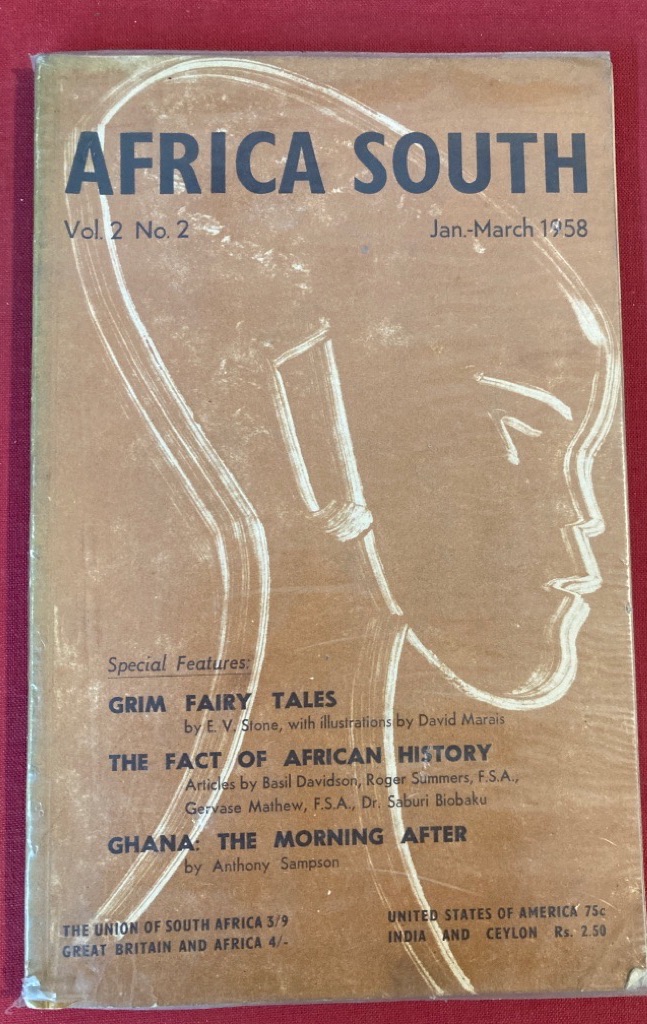 AFRICA SOUTH
Vol. 2 No. 2 Jan.-March 1958
Special Features:
GRIM FAIRY TALES
by E. V. Stone, with illustrations by David Marais
THE FACT OF AFRICAN HISTORY
Articles by Basil Davidson, Roger Summers, F.S.A.,
Gervase Mathew, F.S.A., Dr. Saburi Biobaku
GHANA: THE MORNING AFTER
by Anthony Sampson
THE UNION OF SOUTH AFRICA 3/9
GREAT BRITAIN AND AFRICA 4/-
UNITED STATES OF AMERICA 75c
INDIA AND CEYLON Rs. 2.50